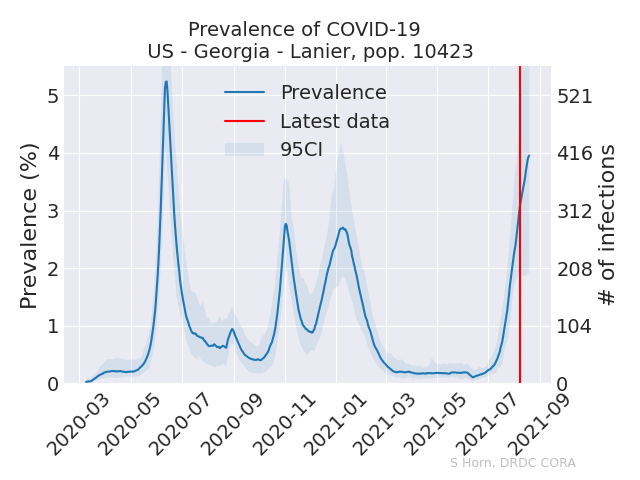 Prevalence of COVID-19
US - Georgia - Lanier, pop. 10423
Prevalence
Latest data
95CI
Prevalence (%)
5
4
3
2
1
0
521
416
312
208
104
0
# of infections
2020-03
2020-05
2020-07
2020-09
2020-11
2021-01
2021-03
2021-05
2021-07
2021-09
S Horn, DRDC CORA